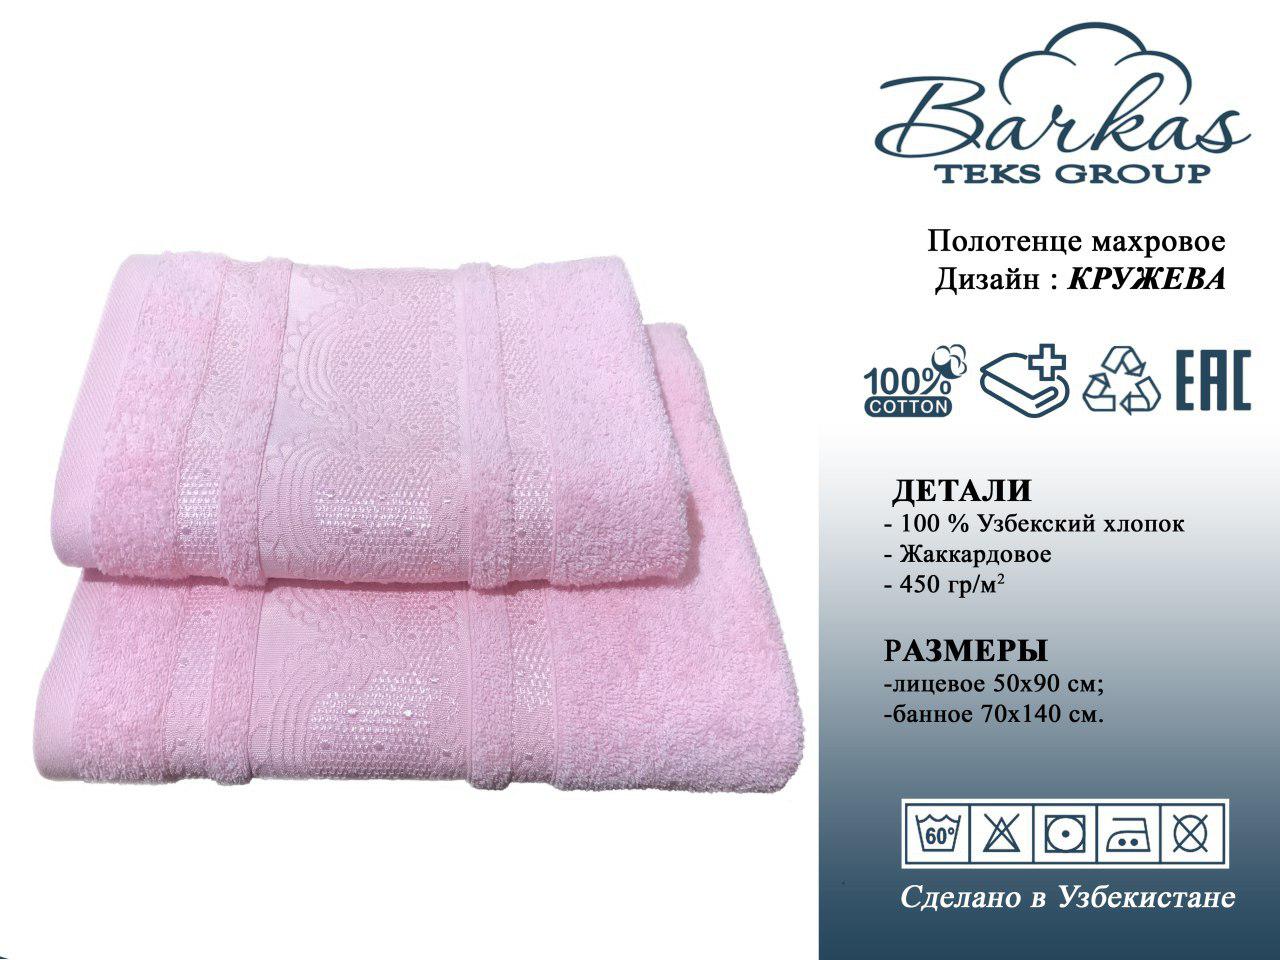 Barkas
TEKS GROUP
Полотенце махровое
Дизайн : КРУЖЕВА
100%
COTTON
EAC
ДЕТАЛИ
- 100 % Узбекский хлопок
- Жаккардовое
- 450 гр/м²
РАЗМЕРЫ
-лицевое 50х90 см;
-банное 70х140 см.
60°
Сделано в Узбекистане